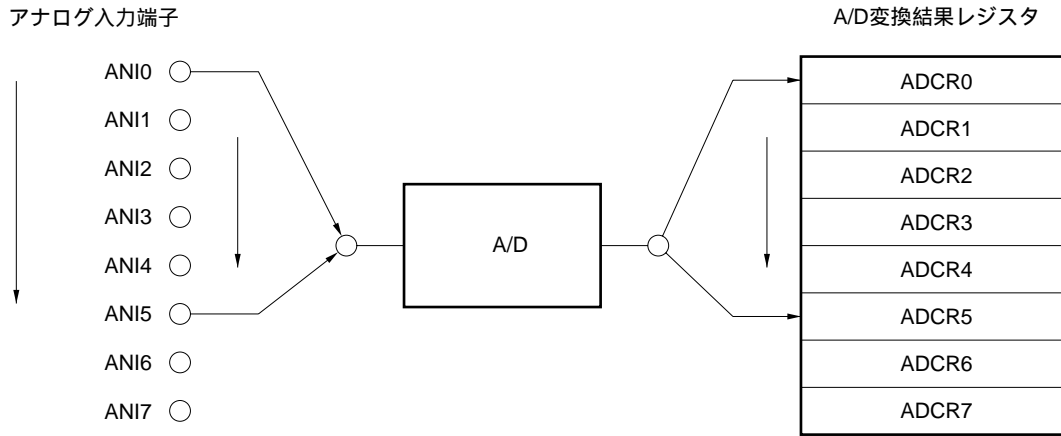 アナログ入力端子
A/D変換結果レジスタ
ANI0
ANI1
ANI2
ANI3
ANI4
ANI5
ANI6
ANI7
A/D
ADCR0
ADCR1
ADCR2
ADCR3
ADCR4
ADCR5
ADCR6
ADCR7